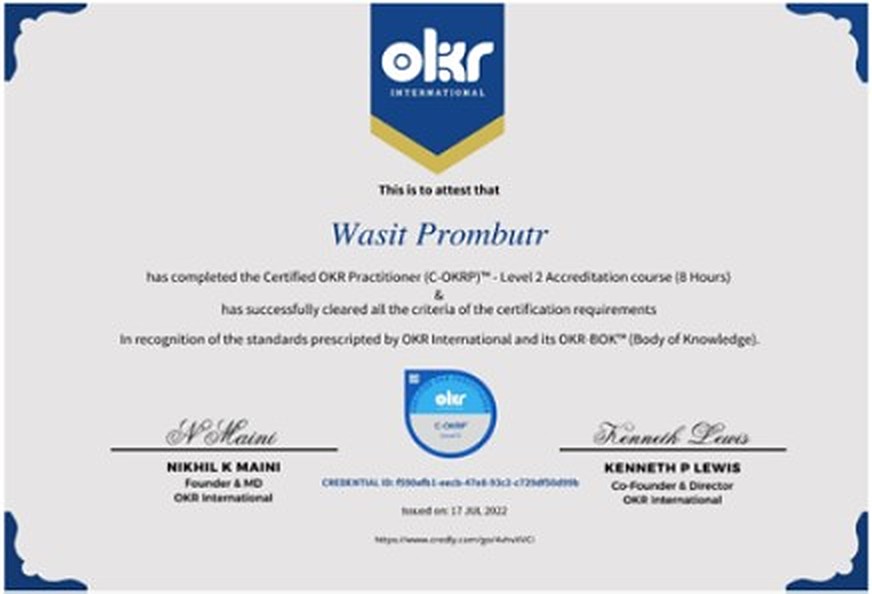 okr
INTERNATIONAL
This is to attest that
Wasit Prombutr
has completed the Certified OKR Practitioner (C-OKRP)™ - Level 2 Accreditation course (8 Hours)
&
has successfully cleared all the criteria of the certification requirements
In recognition of the standards prescripted by OKR International and its OKR-BOK™ (Body of Knowledge).
okr
C-OKRP
N Maini
Kenneth Lewis
NIKHIL K MAINI
Founder & MD
OKR International
KENNETH P LEWIS
Co-Founder & Director
OKR International
CREDENTIAL ID:
Issued on: 17 JUL 2022